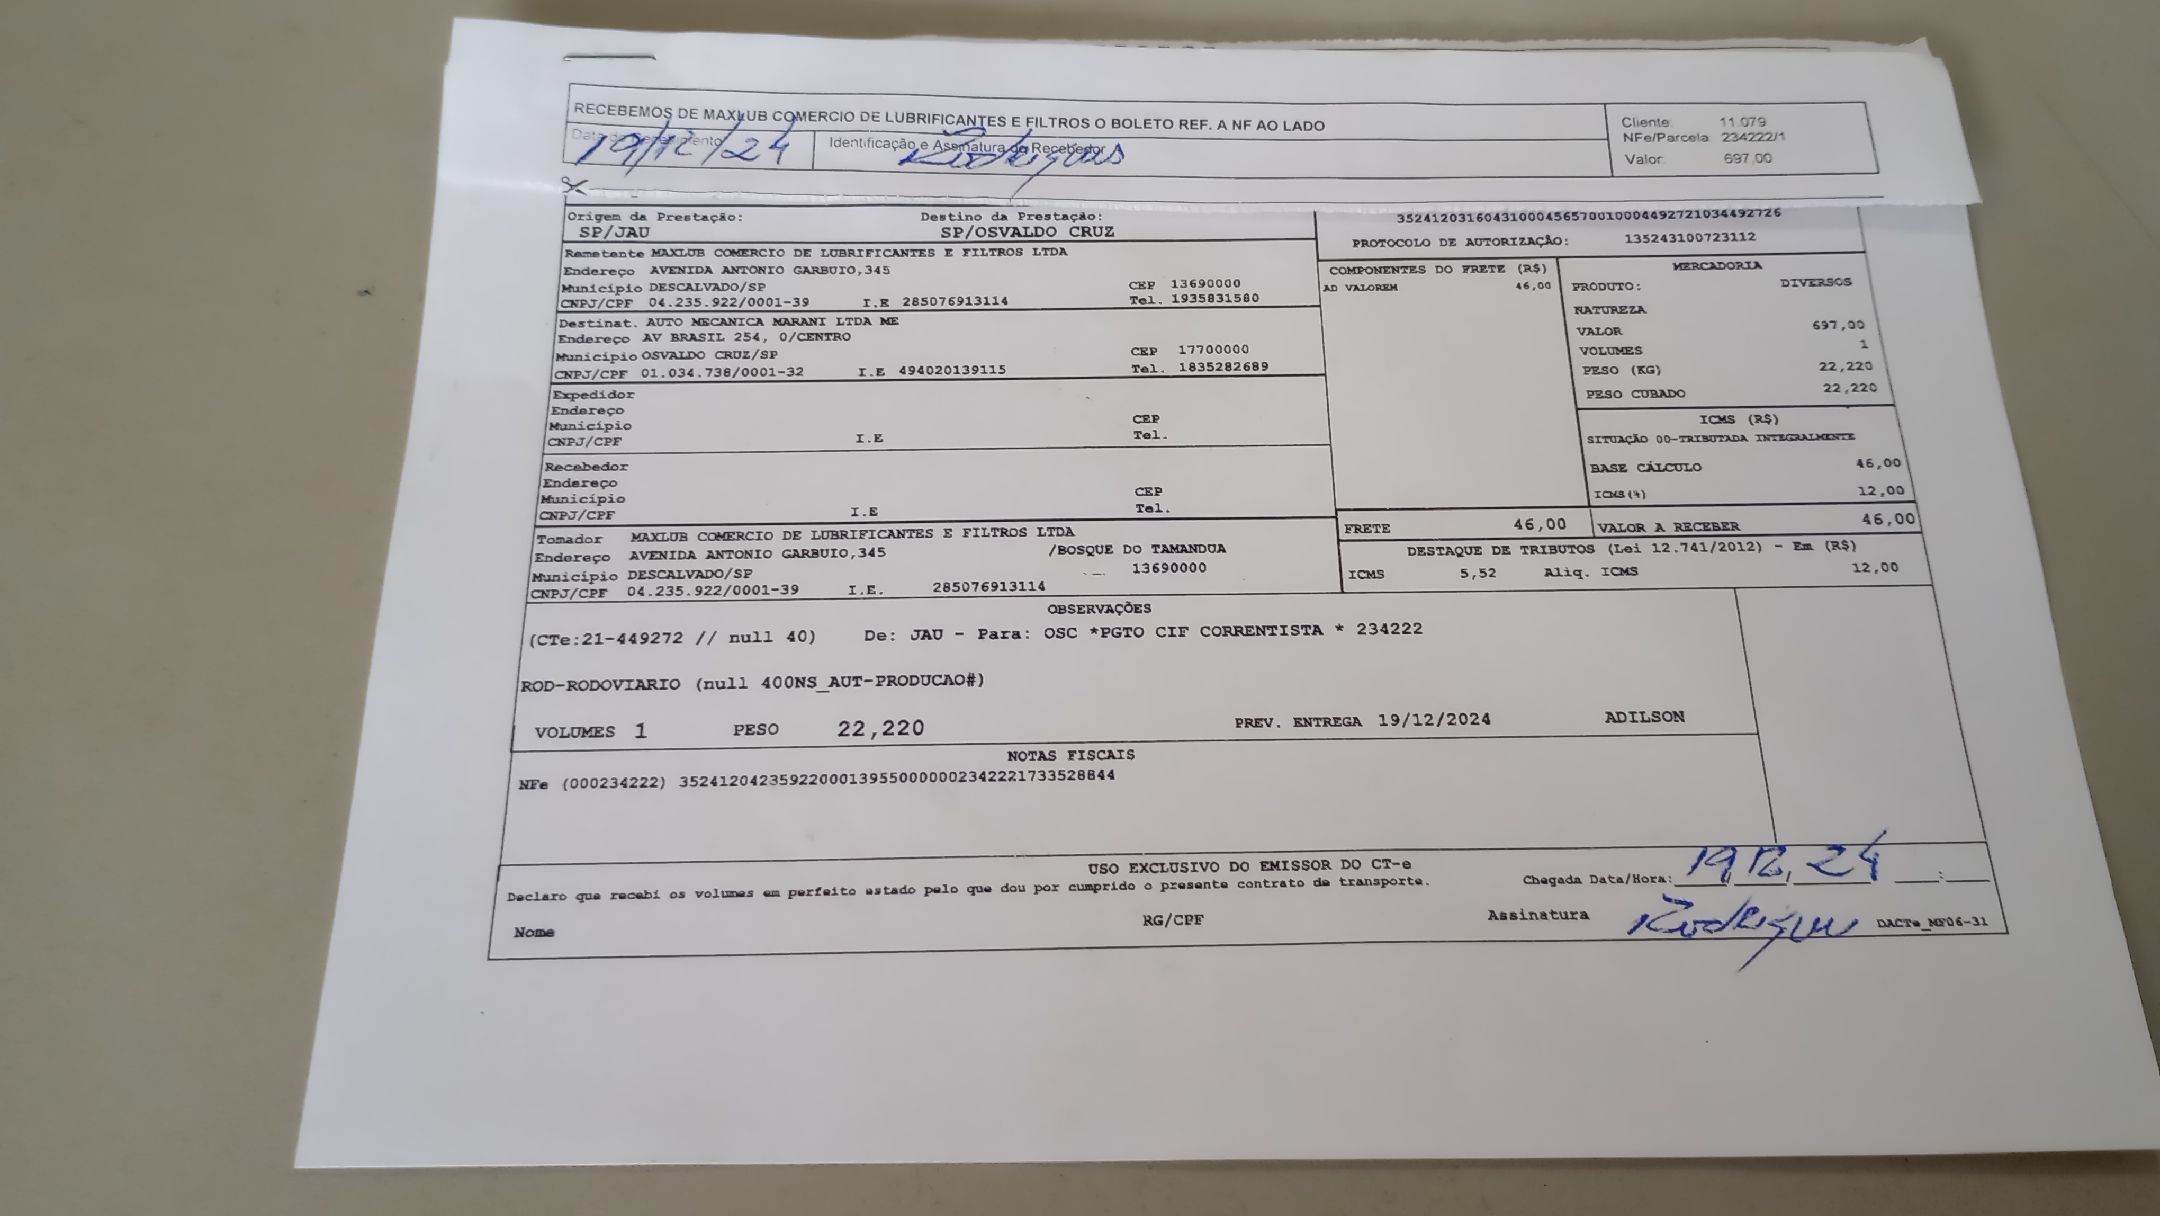 RECEBEMOS DE MAXLUB COMERCIO DE LUBRIFICANTES E FILTROS O BOLETO REF. A NF AO LADO
Identificação e Assinatura do Recebedor
19/12/24 Rodrigues
Cliente: 11.079
NFe/Parcela: 234222/1
Valor: 697,00
Origem da Prestação: Destino da Prestação:
SP/JAU SP/OSVALDO CRUZ
35241203160431000456570010004492721034492726
PROTOCOLO DE AUTORIZAÇÃO: 135243100723112
Remetente MAXLUB COMERCIO DE LUBRIFICANTES E FILTROS LTDA
Endereço AVENIDA ANTONIO GARBUIO,345
Município DESCALVADO/SP CEP 13690000
CNPJ/CPF 04.235.922/0001-39 I.E 285076913114 Tel. 1935831580
Destinat. AUTO MECANICA MARANI LTDA ME
Endereço AV BRASIL 254, 0/CENTRO
Município OSVALDO CRUZ/SP CEP 17700000
CNPJ/CPF 01.034.738/0001-32 I.E 494020139115 Tel. 1835282689
Expedidor
Endereço
Município CEP
CNPJ/CPF I.E Tel.
Recebedor
Endereço
Município CEP
CNPJ/CPF I.E Tel.
Tomador MAXLUB COMERCIO DE LUBRIFICANTES E FILTROS LTDA
Endereço AVENIDA ANTONIO GARBUIO,345 /BOSQUE DO TAMANDUA
Município DESCALVADO/SP 13690000
CNPJ/CPF 04.235.922/0001-39 I.E. 285076913114
COMPONENTES DO FRETE (R$)
AD VALOREM 46,00
MERCADORIA
PRODUTO: DIVERSOS
NATUREZA
VALOR 697,00
VOLUMES 1
PESO (KG) 22,220
PESO CUBADO 22,220
ICMS (R$)
SITUAÇÃO 00-TRIBUTADA INTEGRALMENTE
BASE CÁLCULO 46,00
ICMS(%) 12,00
FRETE 46,00 VALOR A RECEBER 46,00
DESTAQUE DE TRIBUTOS (Lei 12.741/2012) - Em (R$)
ICMS 5,52 Aliq. ICMS 12,00
OBSERVAÇÕES
(CTe:21-449272 // null 40) De: JAU - Para: OSC *PGTO CIF CORRENTISTA * 234222
ROD-RODOVIARIO (null 400NS_AUT-PRODUCAO#)
VOLUMES 1 PESO 22,220 PREV. ENTREGA 19/12/2024 ADILSON
NOTAS FISCAIS
NFe (000234222) 35241204235922000139550000002342221733528844
USO EXCLUSIVO DO EMISSOR DO CT-e
Declaro que recebi os volumes em perfeito estado pelo que dou por cumprido o presente contrato de transporte.
Chegada Data/Hora: 19/12/24 :
Nome RG/CPF Assinatura Rodrigues DACTe_MF06-31